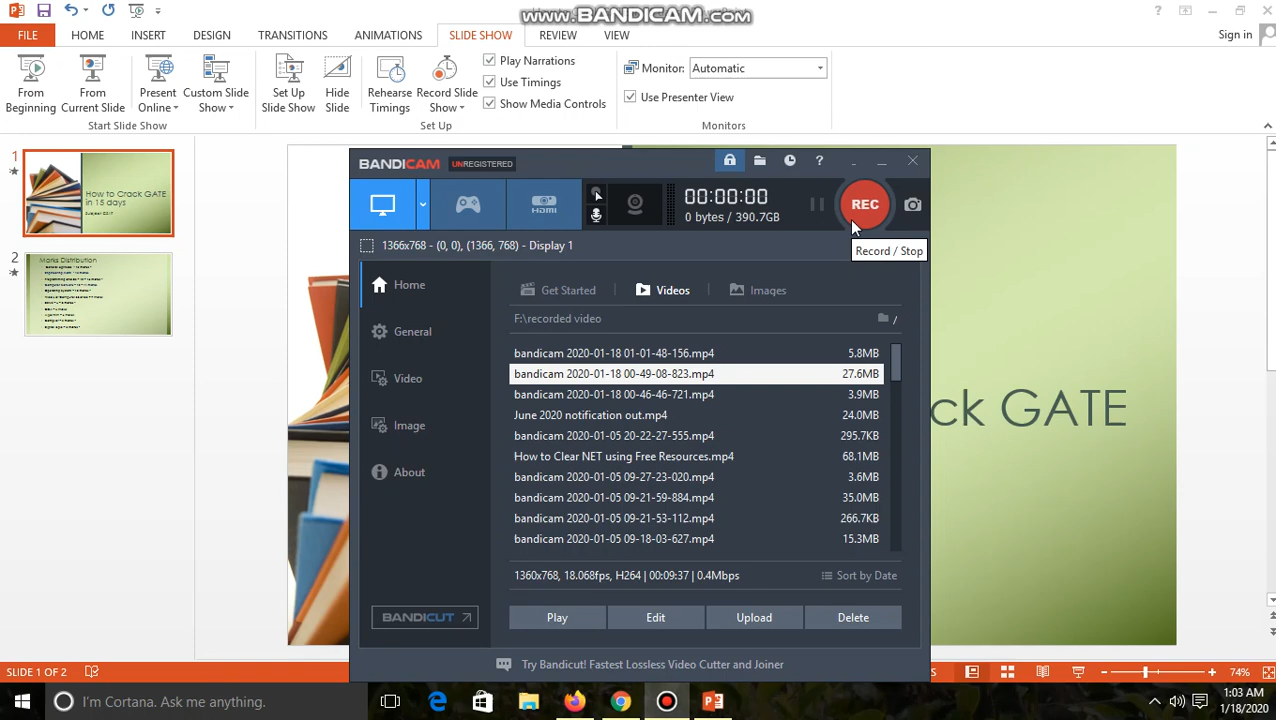 www.BANDICAM.com
FILE HOME INSERT DESIGN TRANSITIONS ANIMATIONS SLIDE SHOW REVIEW VIEW Sign in
From Beginning
From Current Slide
Present Online
Custom Slide Show
Set Up Slide Show
Hide Slide
Rehearse Timings
Record Slide Show
Play Narrations
Use Timings
Show Media Controls
Monitor: Automatic
Use Presenter View
Start Slide Show Set Up Monitors
1
How to Crack GATE in 15 days
2
Marks Distribution
BANDICAM UNREGISTERED
HDMI
00:00:00
0 bytes / 390.7GB
REC
Record / Stop
1366x768 - (0, 0), (1366, 768) - Display 1
Home
General
Video
Image
About
Get Started Videos Images
F:\recorded video /
bandicam 2020-01-18 01-01-48-156.mp4 5.8MB
bandicam 2020-01-18 00-49-08-823.mp4 27.6MB
bandicam 2020-01-18 00-46-46-721.mp4 3.9MB
June 2020 notification out.mp4 24.0MB
bandicam 2020-01-05 20-22-27-555.mp4 295.7KB
How to Clear NET using Free Resources.mp4 68.1MB
bandicam 2020-01-05 09-27-23-020.mp4 3.6MB
bandicam 2020-01-05 09-21-59-884.mp4 35.0MB
bandicam 2020-01-05 09-21-53-112.mp4 266.7KB
bandicam 2020-01-05 09-18-03-627.mp4 15.3MB
1360x768, 18.068fps, H264 | 00:09:37 | 0.4Mbps Sort by Date
BANDICUT
Play Edit Upload Delete
Try Bandicut! Fastest Lossless Video Cutter and Joiner
ck GATE
SLIDE 1 OF 2
74%
I'm Cortana. Ask me anything.
1:03 AM
1/18/2020